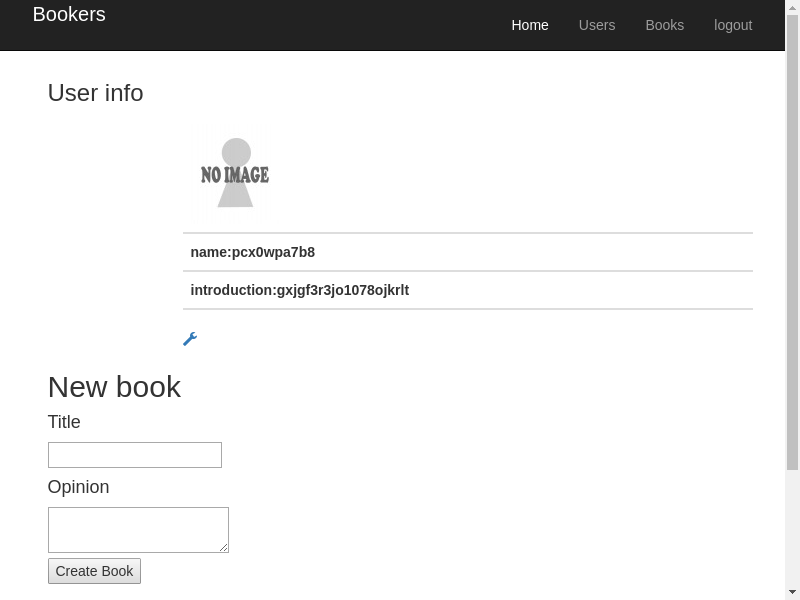 Bookers
Home Users Books logout
User info
NO IMAGE
name:pcx0wpa7b8
introduction:gxjgf3r3jo1078ojkrlt
New book
Title
Opinion
Create Book